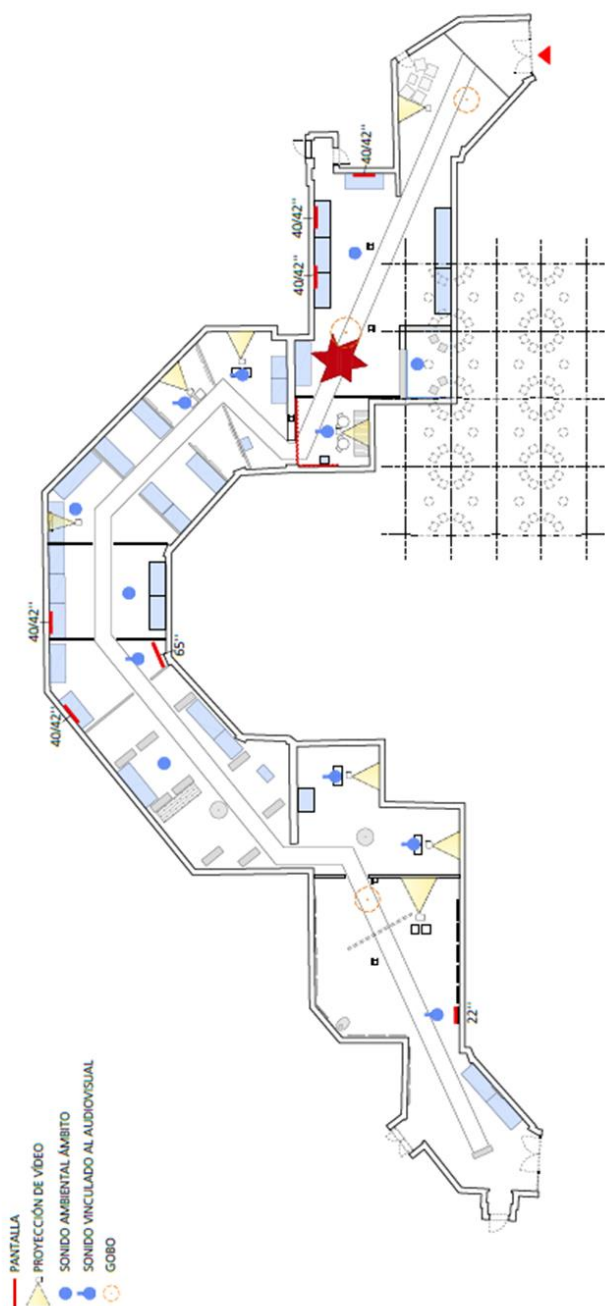 40/42''
40/42''
40/42''
40/42''
65''
40/42''
22''
PANTALLA
PROYECCIÓN DE VÍDEO
SONIDO AMBIENTAL ÁMBITO
SONIDO VINCULADO AL AUDIOVISUAL
GOBO